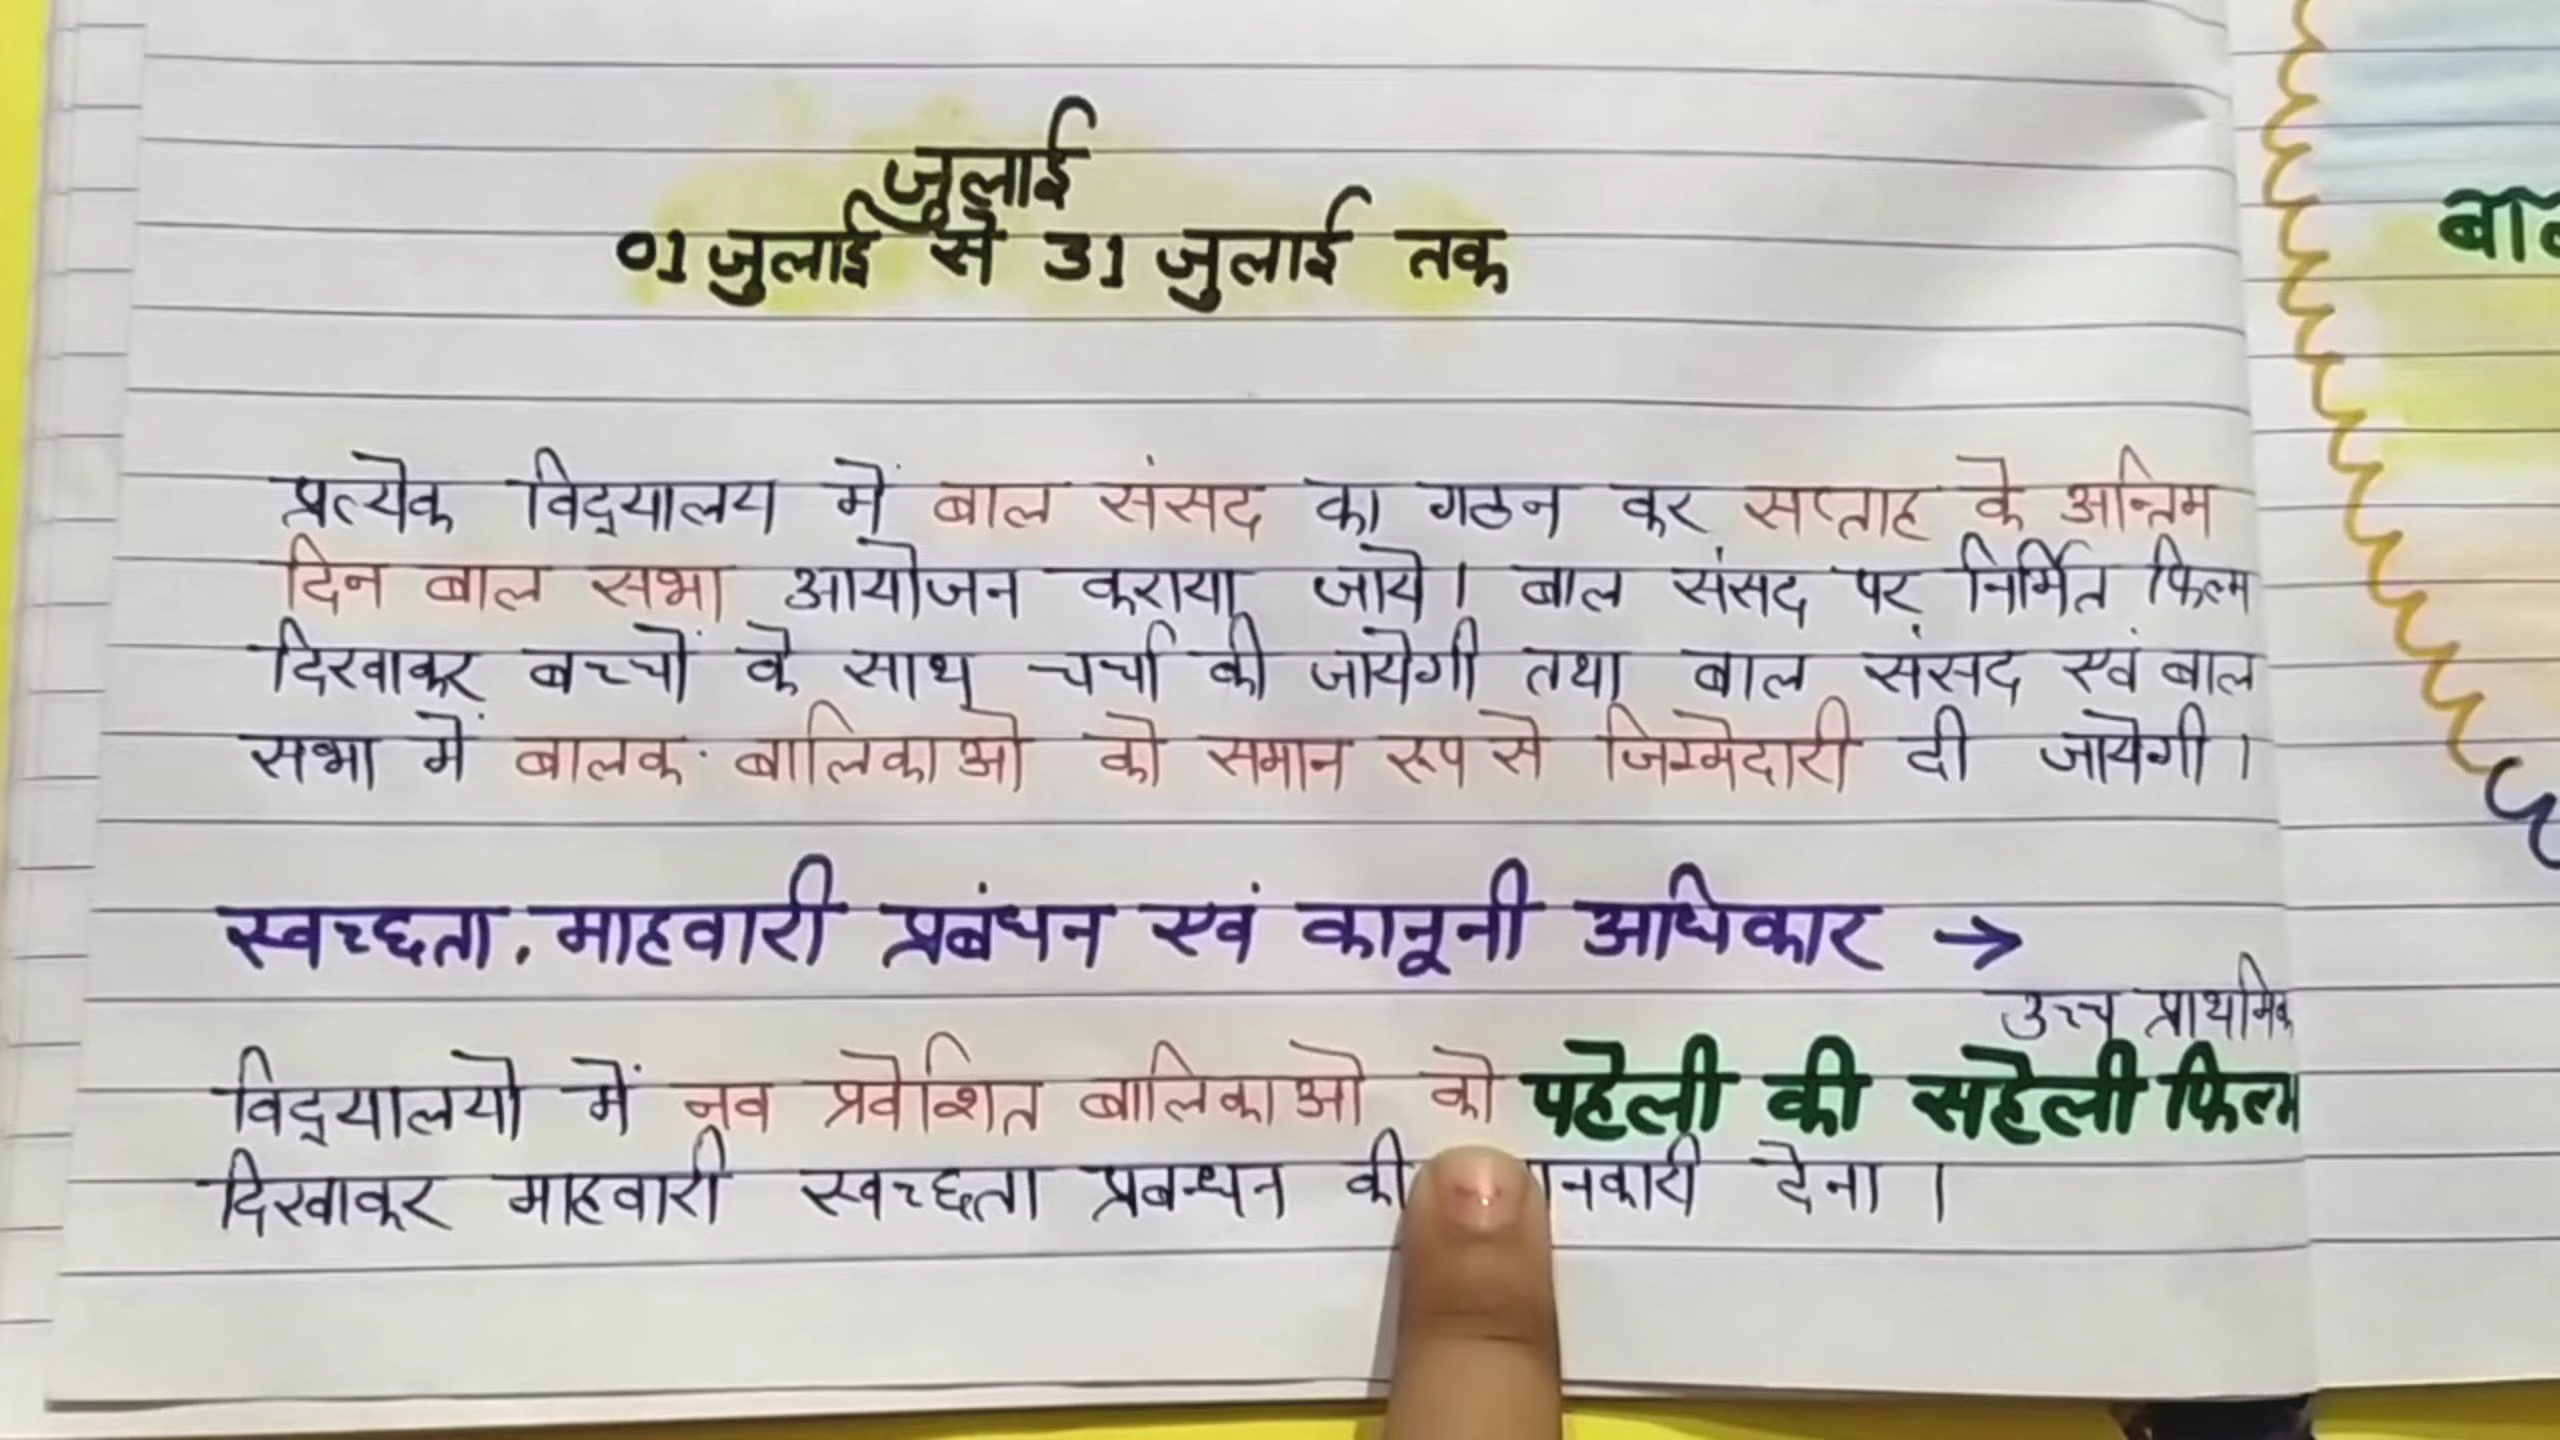 जुलाई
01 जुलाई से 31 जुलाई तक
प्रत्येक विद्यालय में बाल संसद का गठन कर सप्ताह के अन्तिम
दिन बाल सभा आयोजन कराया जाये। बाल संसद पर निर्मित फिल्म
दिखाकर बच्चों के साथ चर्चा की जायेगी तथा बाल संसद एवं बाल
सभा में बालक-बालिकाओ को समान रूप से जिम्मेदारी दी जायेगी।
स्वच्छता, माहवारी प्रबंधन एवं कानूनी अधिकार →
उच्च प्राथमिक
विद्यालयो में नव प्रवेशित बालिकाओ को पहेली की सहेली फिल्म
दिखाकर माहवारी स्वच्छता प्रबन्धन की देना ।